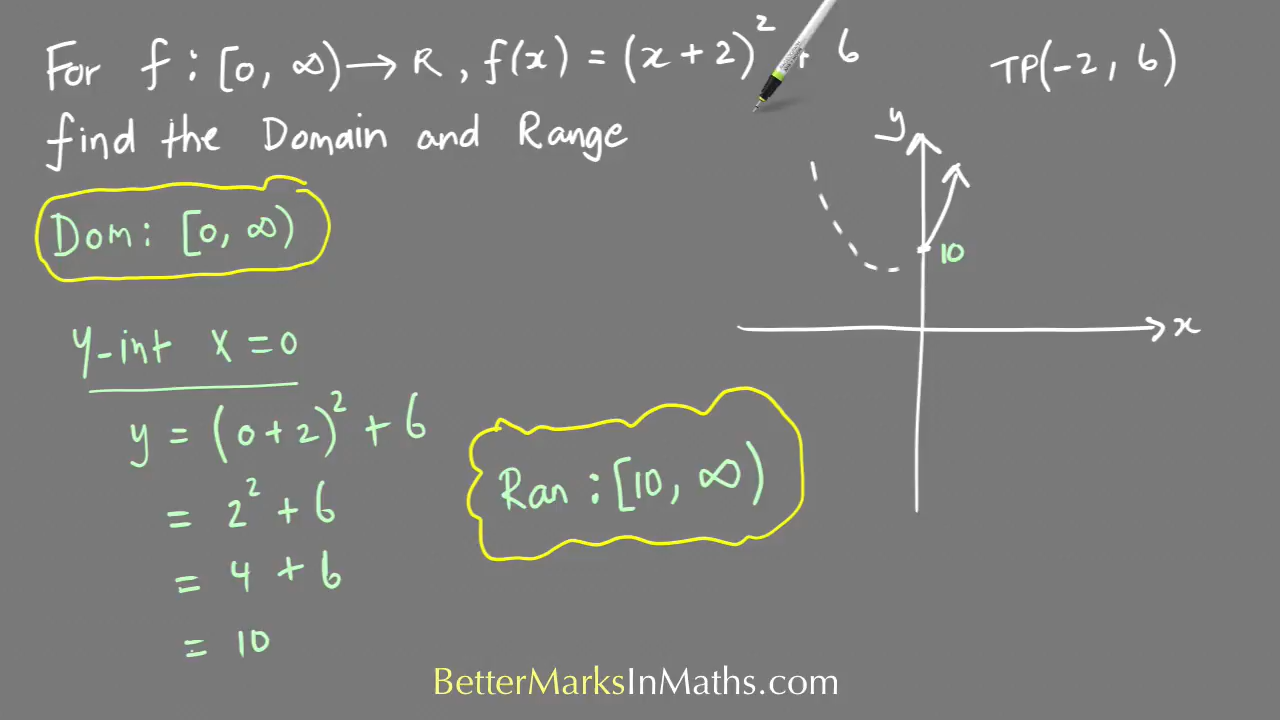 For f : [0, ∞) → R, f(x) = (x + 2)² + 6
TP(-2, 6)
find the Domain and Range
y
Dom: [0, ∞)
10
x
Y-int x = 0
y = (0 + 2)² + 6
= 2² + 6
= 4 + 6
= 10
Ran : [10, ∞)
BetterMarksInMaths.com